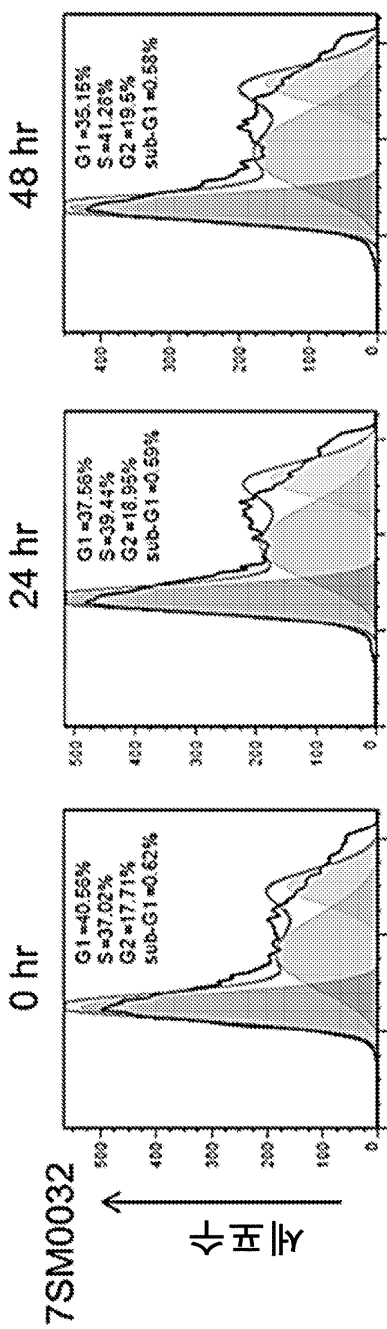 7SM0032
세포수
0 hr
G1=40.56%
S=37.02%
G2=17.71%
sub-G1=0.62%
500
400
300
200
100
0
24 hr
G1=37.56%
S=39.44%
G2=18.95%
sub-G1=0.59%
500
400
300
200
100
0
48 hr
G1=35.15%
S=41.26%
G2=19.5%
sub-G1=0.58%
400
300
200
100
0